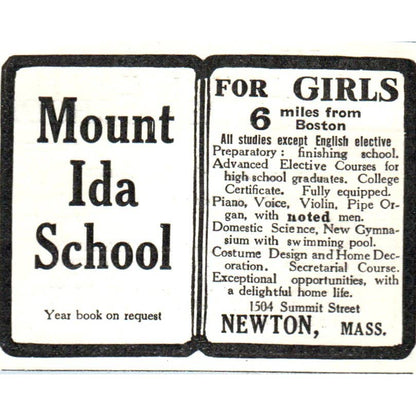 Mount
Ida
School
Year book on request
FOR GIRLS
6 miles from
Boston
All studies except English elective
Preparatory: finishing school.
Advanced Elective Courses for
high school graduates. College
Certificate. Fully equipped.
Piano, Voice, Violin, Pipe Or-
gan, with noted men.
Domestic Science, New Gymna-
sium with swimming pool.
Costume Design and Home Dec-
oration. Secretarial Course.
Exceptional opportunities, with
a delightful home life.
1504 Summit Street
NEWTON, MASS.